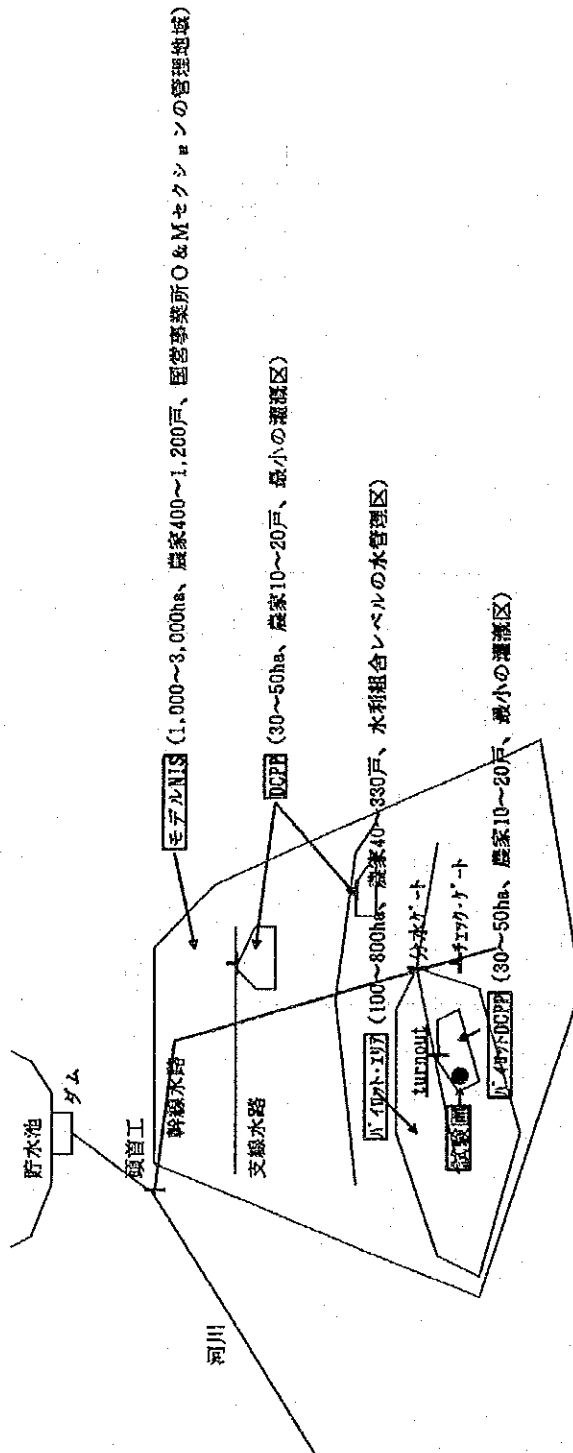 貯水池
ダム
頭首工
河川
幹線水路
支線水路
モデルNIS (1,000～3,000ha、農家400～1,200戸、国営事業所O&Mセクションの管理地域)
DCPP (30～50ha、農家10～20戸、最小の灌漑区)
パイロット・エリア (100～800ha、農家40～330戸、水利組合レベルの水管理区)
分水ゲート
チェック・ゲート
turnout
試験圃
パイロットDCPP (30～50ha、農家10～20戸、最小の灌漑区)